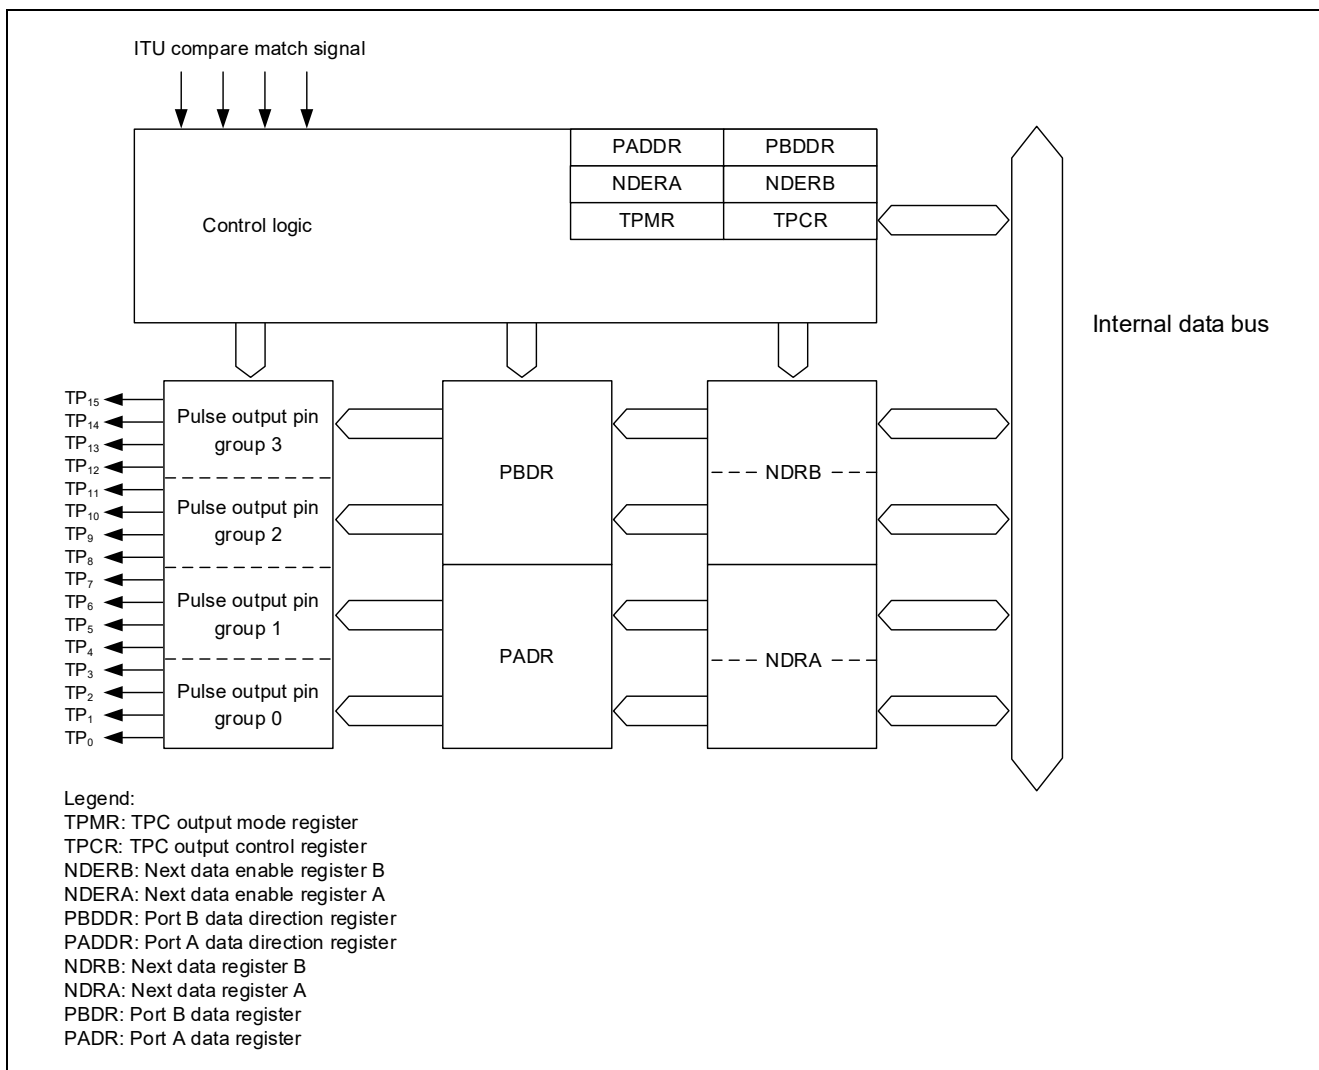 ITU compare match signal
PADDR PBDDR
NDERA NDERB
TPMR TPCR
Control logic
Internal data bus
TP15
TP14
TP13
TP12
TP11
TP10
TP9
TP8
TP7
TP6
TP5
TP4
TP3
TP2
TP1
TP0
Pulse output pin
group 3
Pulse output pin
group 2
Pulse output pin
group 1
Pulse output pin
group 0
PBDR
PADR
NDRB
NDRA
Legend:
TPMR: TPC output mode register
TPCR: TPC output control register
NDERB: Next data enable register B
NDERA: Next data enable register A
PBDDR: Port B data direction register
PADDR: Port A data direction register
NDRB: Next data register B
NDRA: Next data register A
PBDR: Port B data register
PADR: Port A data register